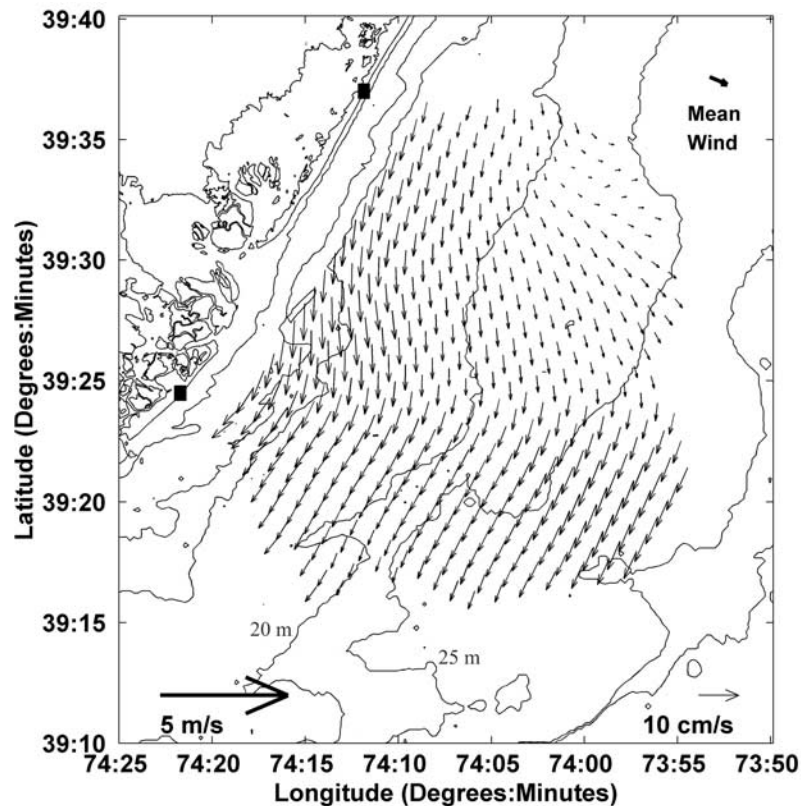 39:40
39:35
39:30
39:25
39:20
39:15
39:10
Latitude (Degrees:Minutes)
Mean
Wind
20 m
25 m
5 m/s
10 cm/s
74:25 74:20 74:15 74:10 74:05 74:00 73:55 73:50
Longitude (Degrees:Minutes)